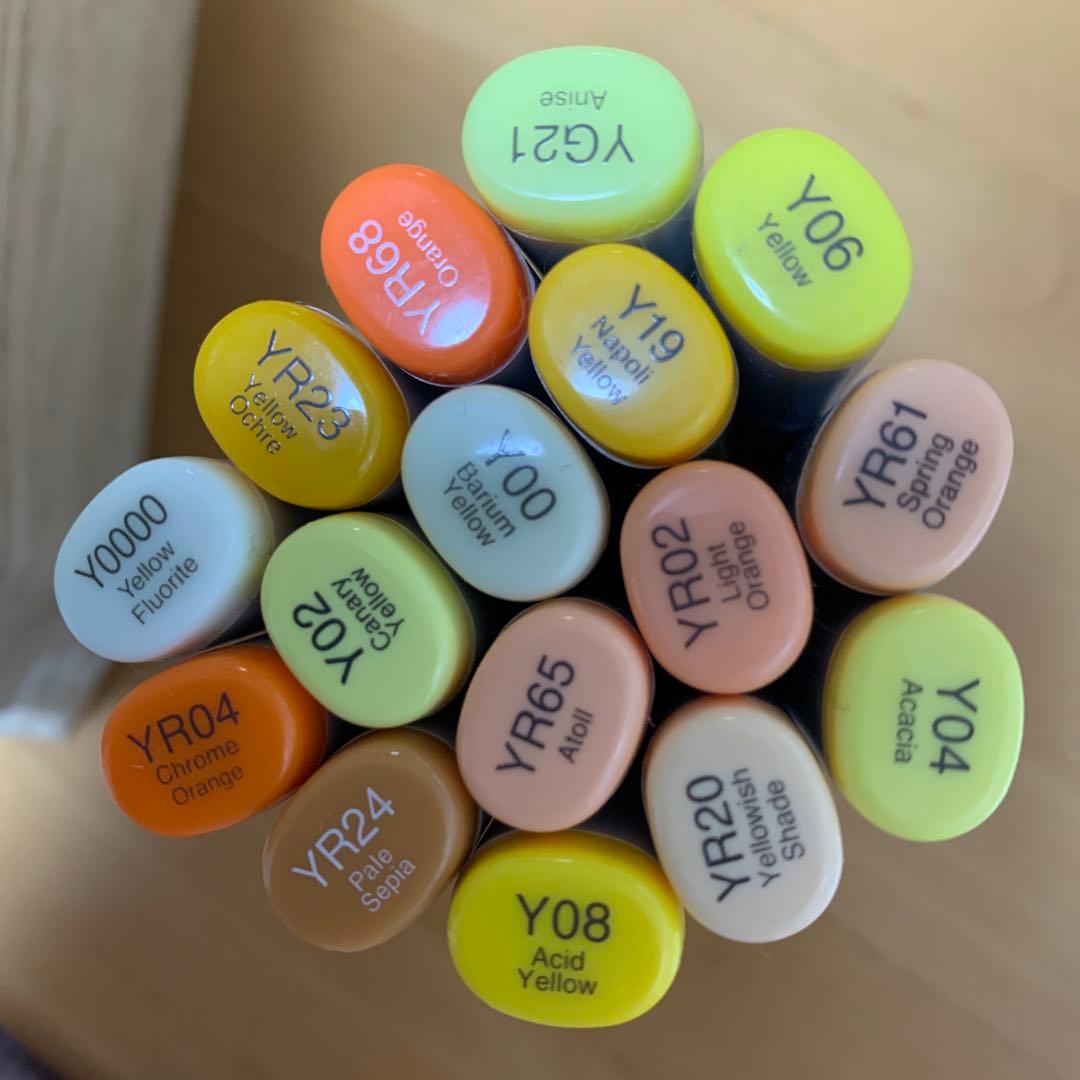 YG21
Anise
Y06
Yellow
YR68
Orange
Y19
Napoli
Yellow
YR23
Yellow
Ochre
YR61
Spring
Orange
Y00
Barium
Yellow
Y0000
Yellow
Fluorite
YR02
Light
Orange
Y02
Canary
Yellow
YR65
Atoll
Y04
Acacia
YR04
Chrome
Orange
YR24
Pale
Sepia
YR20
Yellowish
Shade
Y08
Acid
Yellow